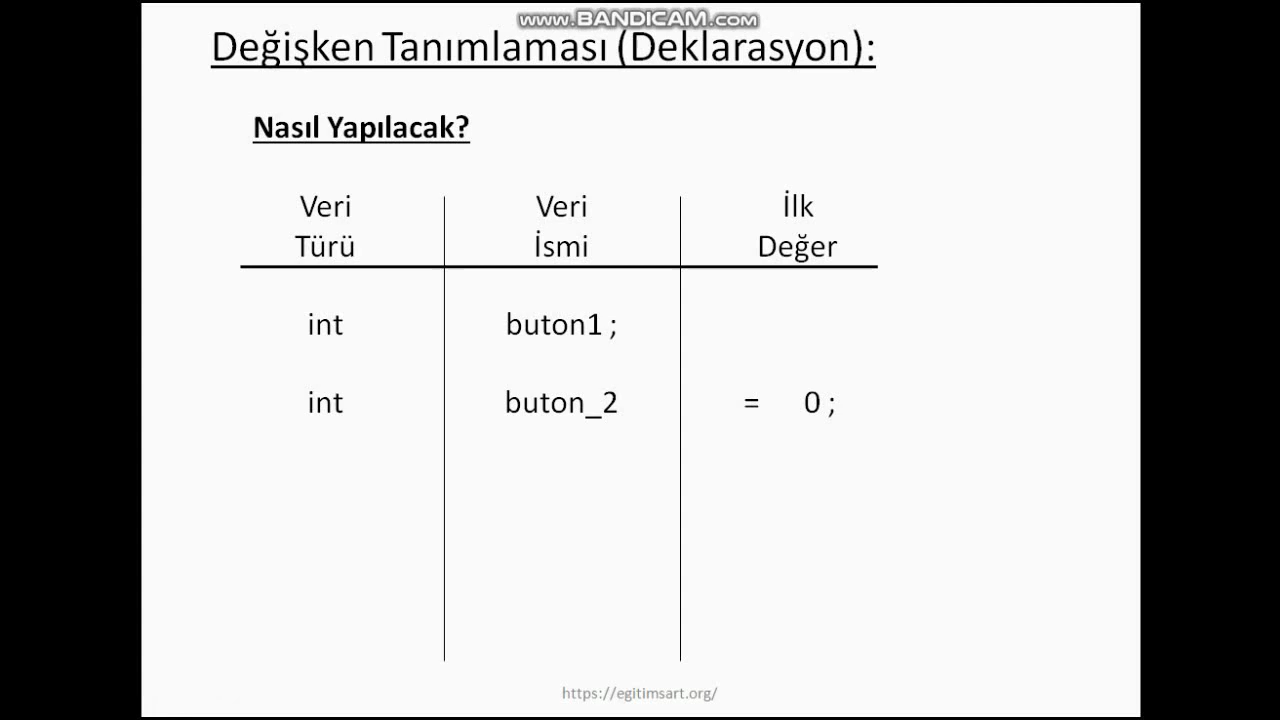 www.BANDICAM.com
Değişken Tanımlaması (Deklarasyon):
Nasıl Yapılacak?
Veri Türü Veri İsmi İlk Değer
int buton1 ;
int buton_2 = 0 ;
https://egitimsart.org/